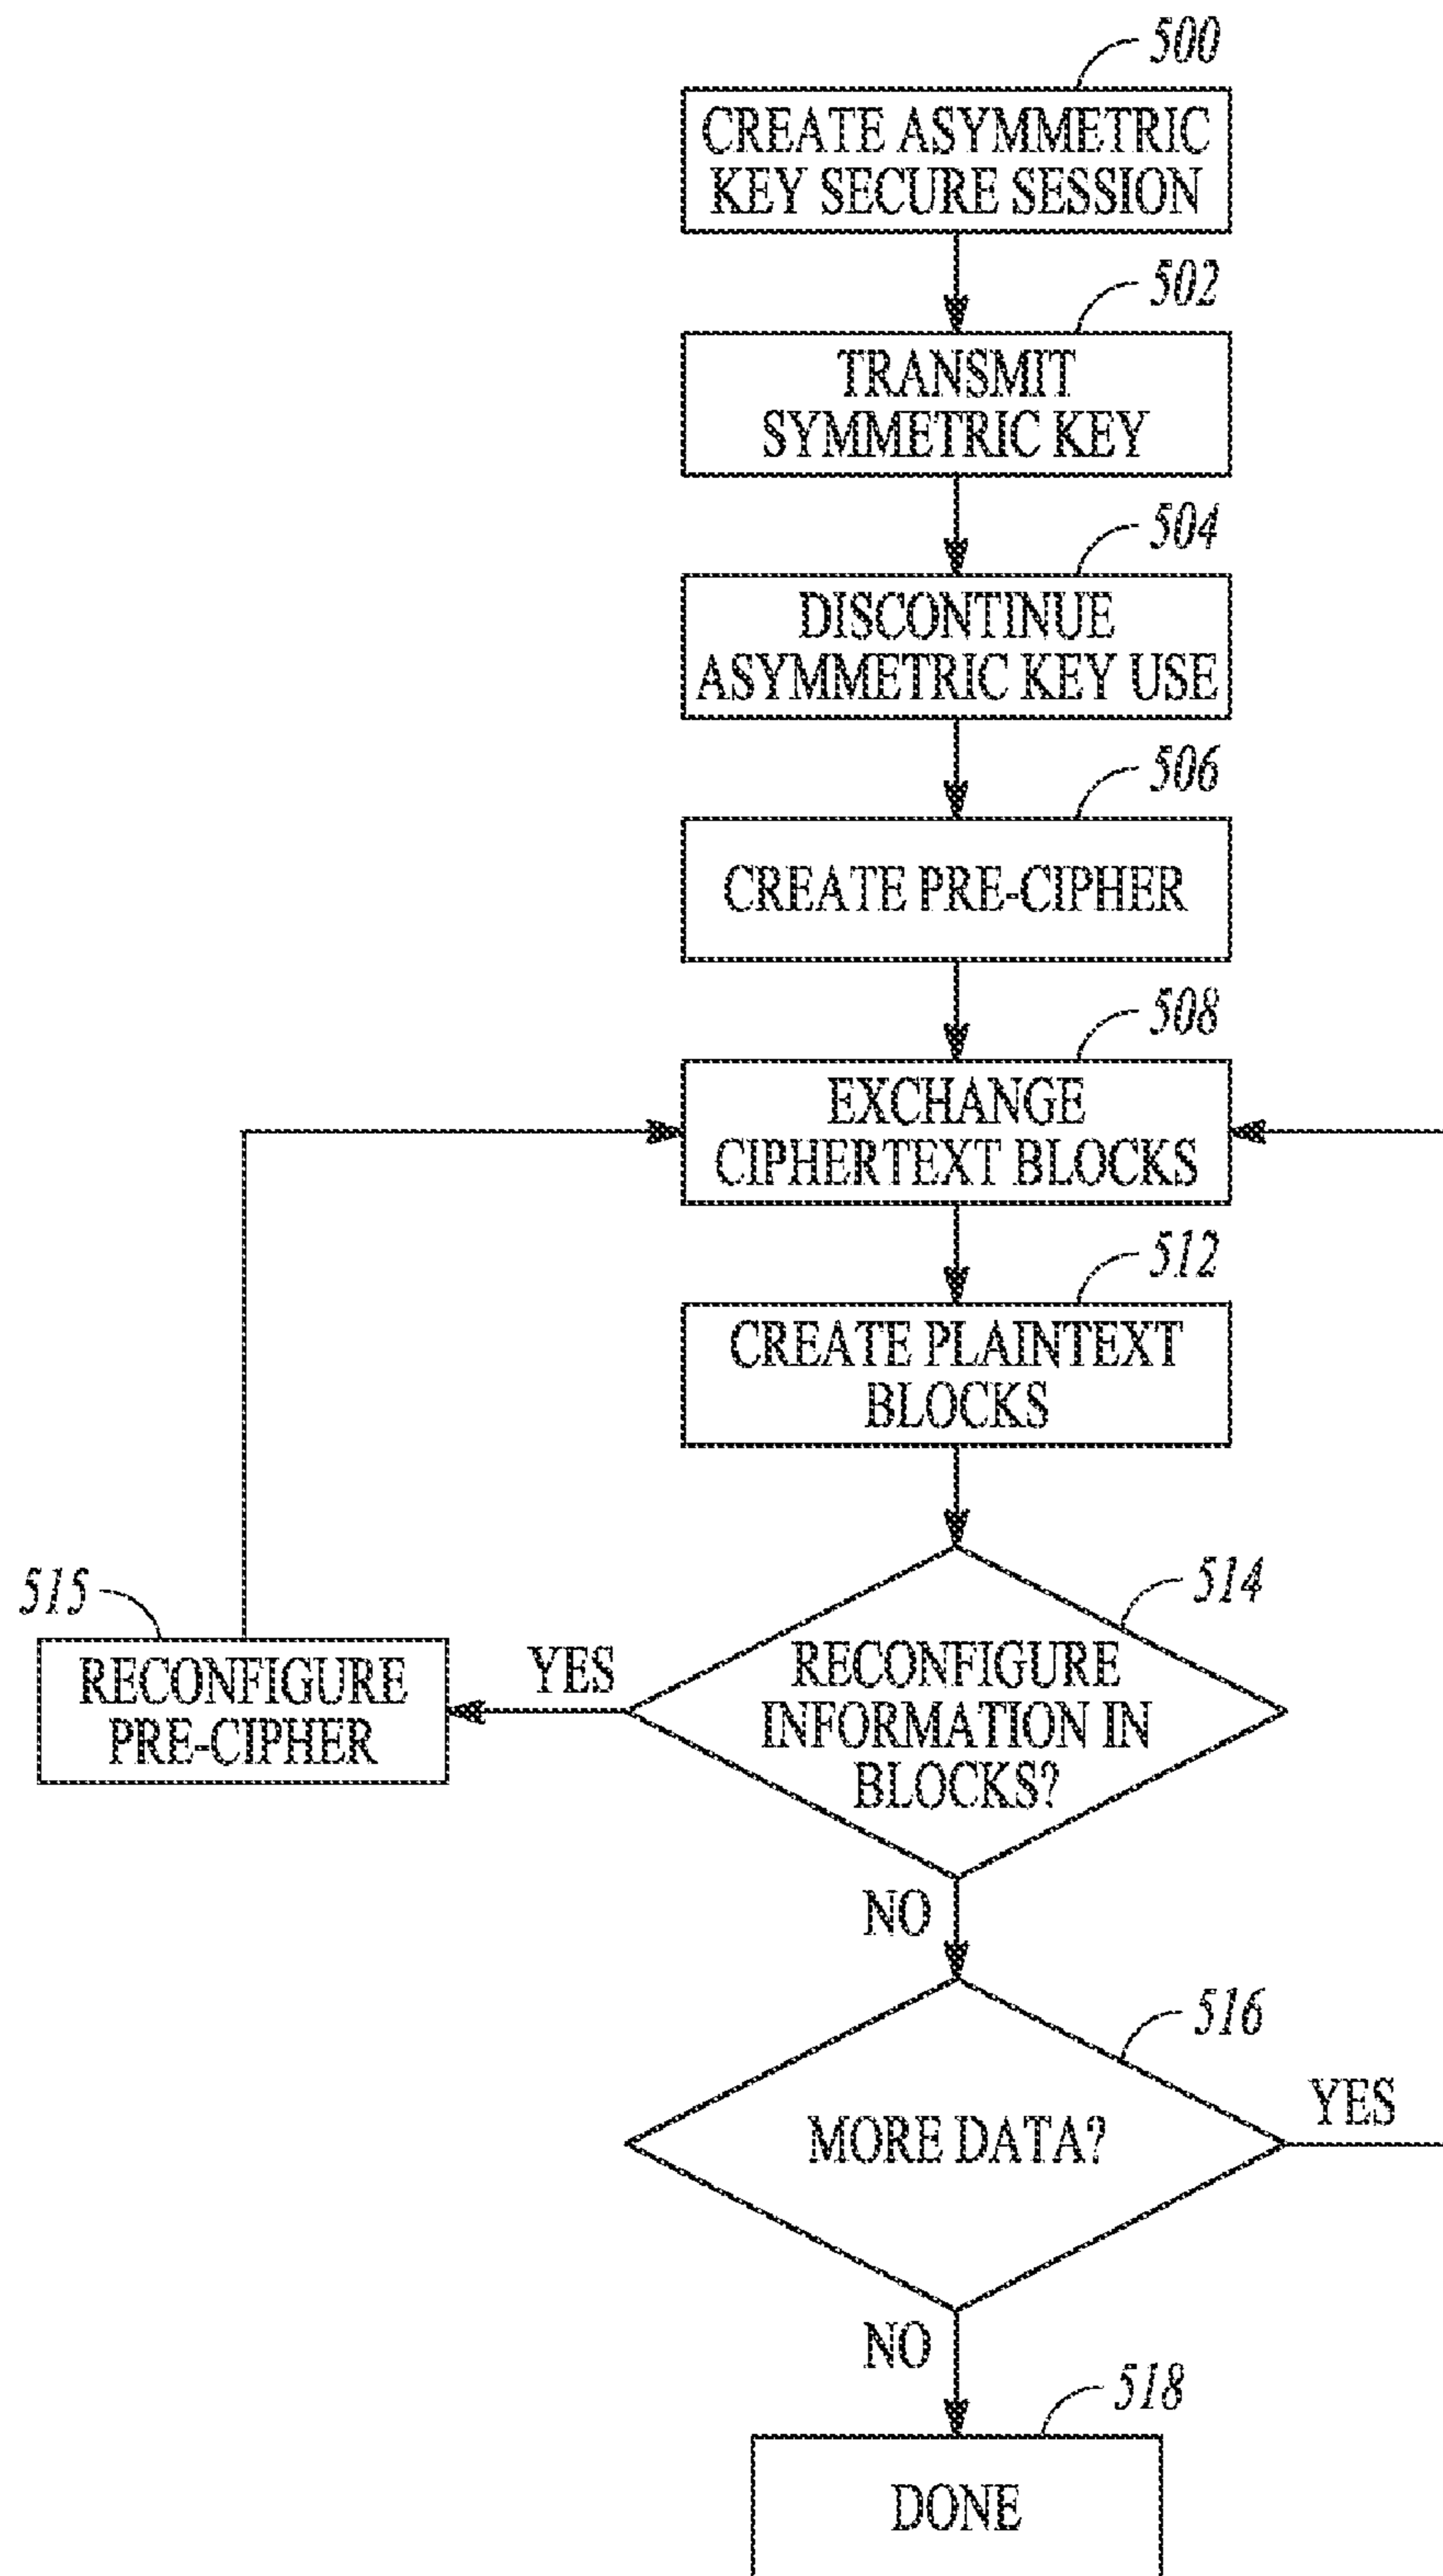 500
CREATE ASYMMETRIC
KEY SECURE SESSION
502
TRANSMIT
SYMMETRIC KEY
504
DISCONTINUE
ASYMMETRIC KEY USE
506
CREATE PRE-CIPHER
508
EXCHANGE
CIPHERTEXT BLOCKS
512
CREATE PLAINTEXT
BLOCKS
514
RECONFIGURE
INFORMATION IN
BLOCKS?
YES
515
RECONFIGURE
PRE-CIPHER
NO
516
MORE DATA?
YES
NO
518
DONE